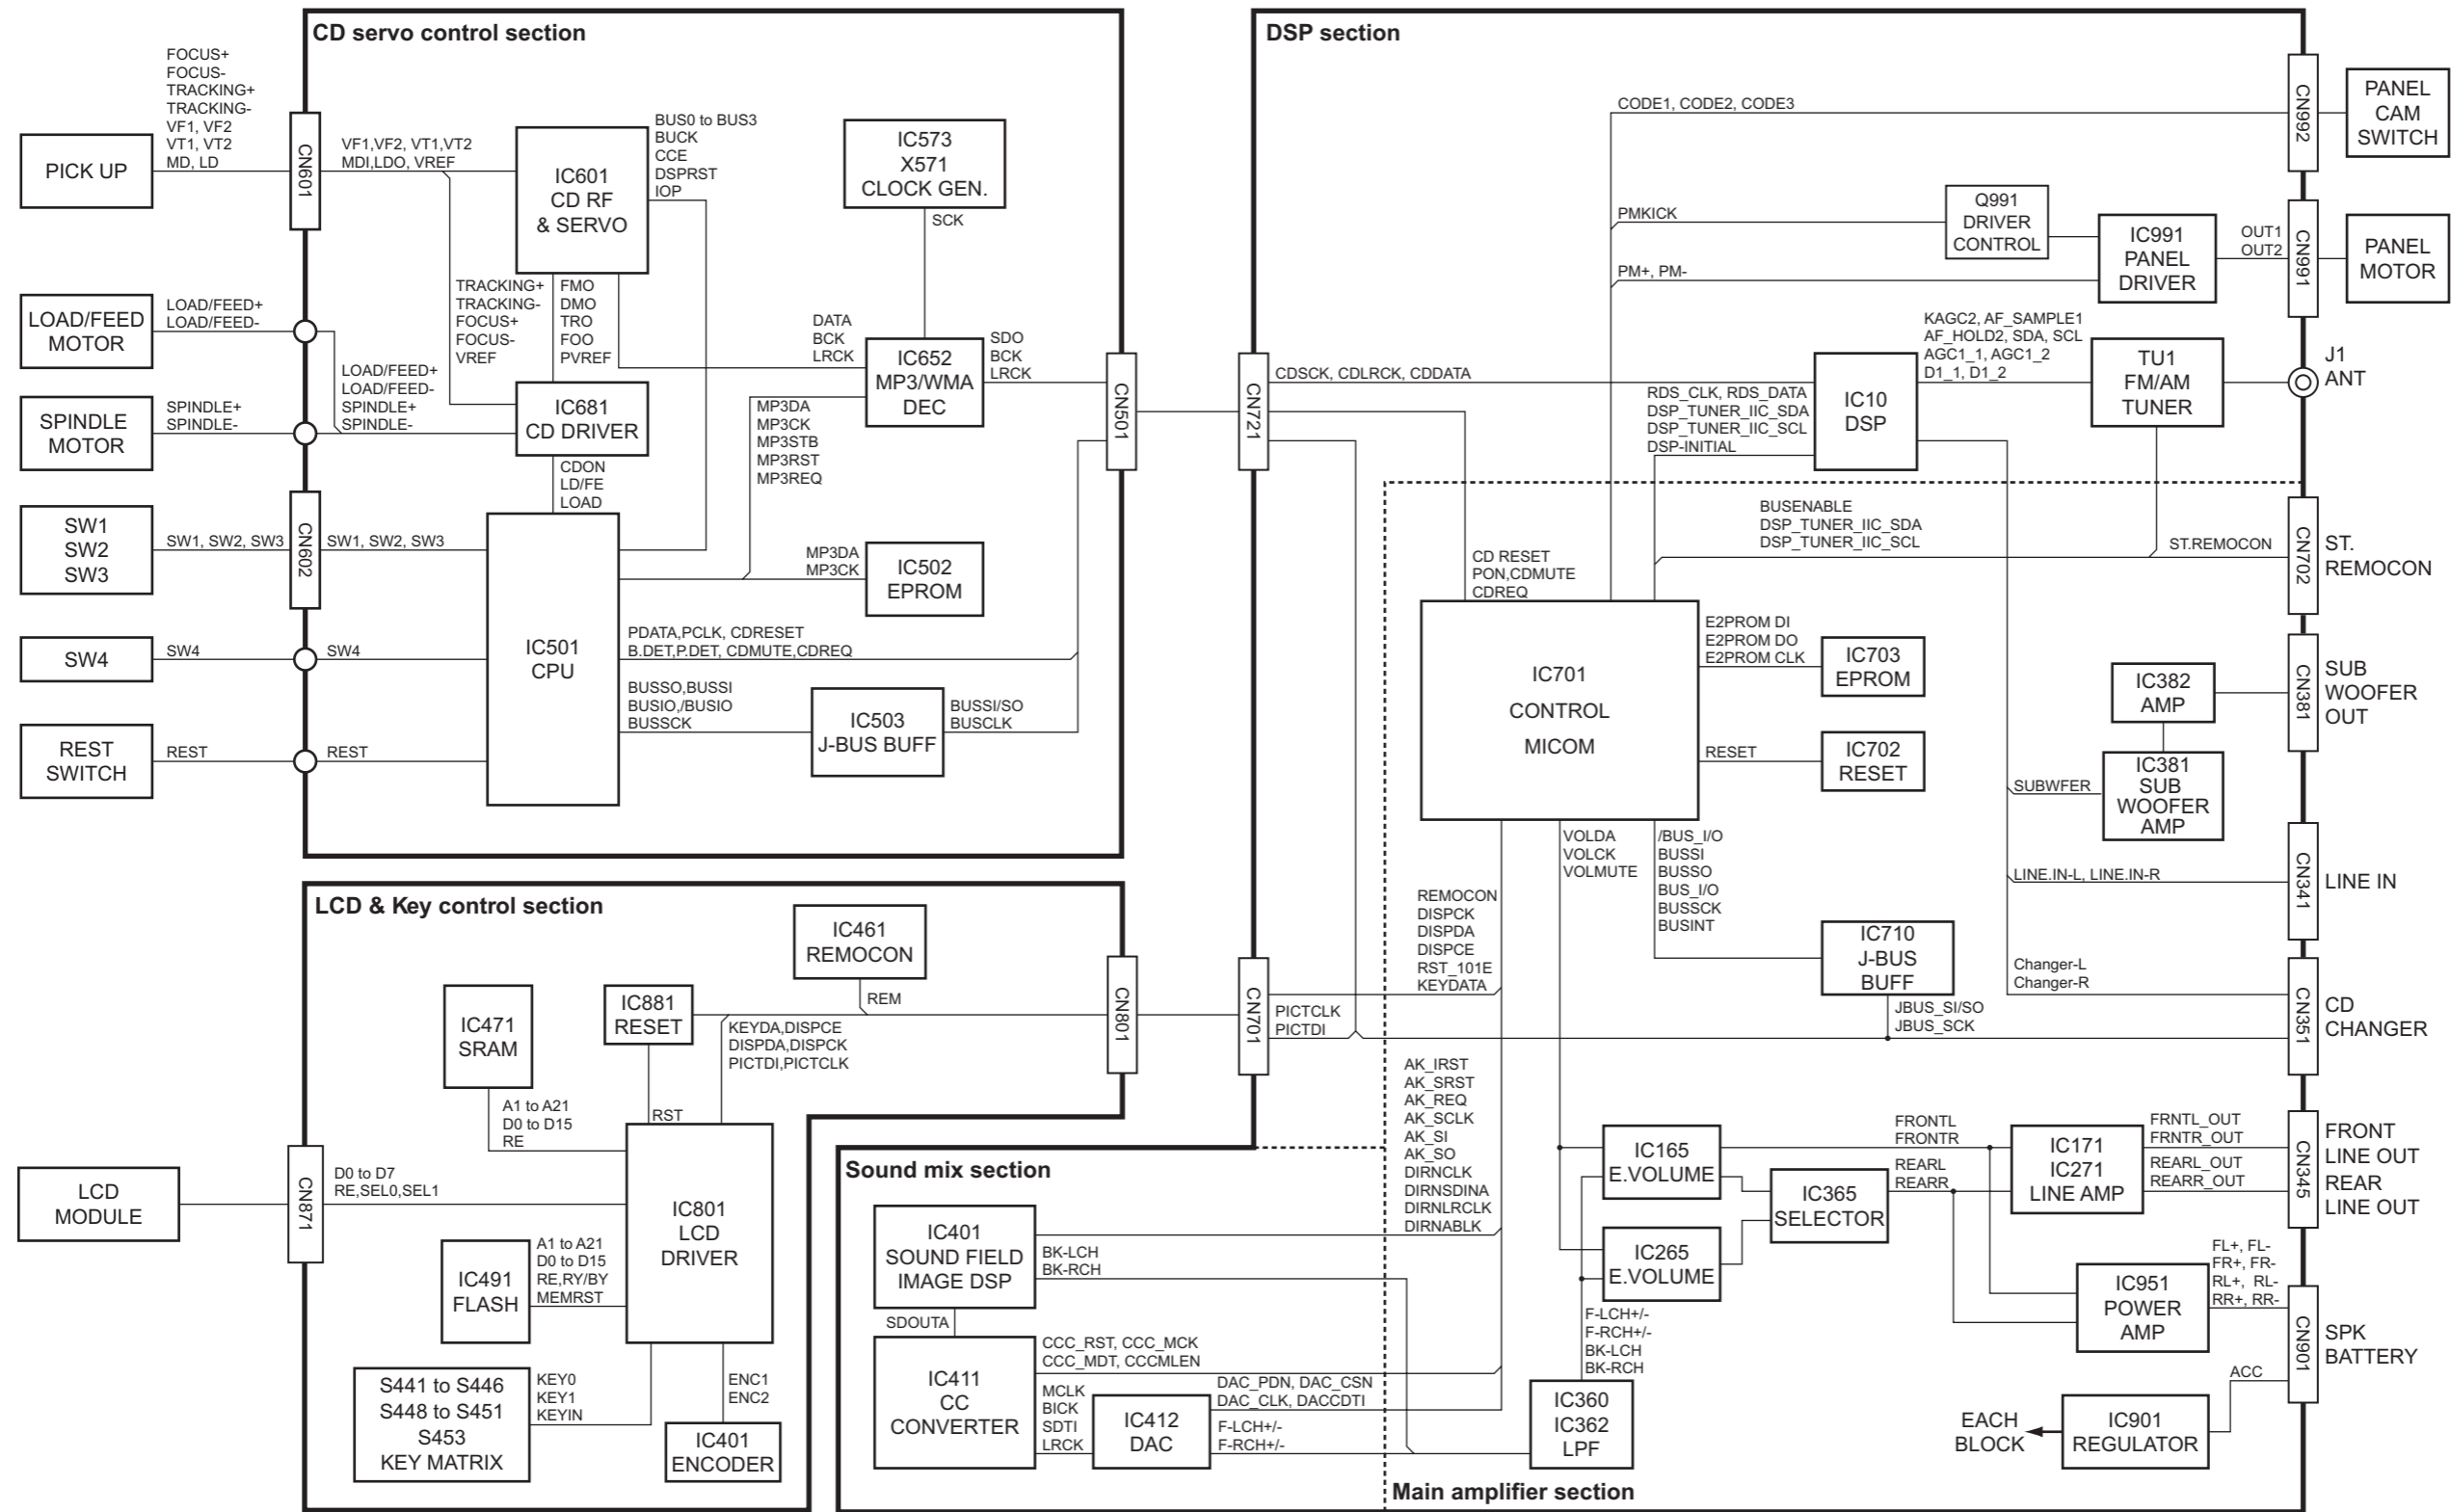 CD servo control section
FOCUS+
FOCUS-
TRACKING+
TRACKING-
VF1, VF2
VT1, VT2
MD, LD
PICK UP
CN601
VF1,VF2, VT1,VT2
MDI,LDO, VREF
IC601
CD RF
& SERVO
BUS0 to BUS3
BUCK
CCE
DSPRST
IOP
IC573
X571
CLOCK GEN.
SCK
LOAD/FEED
MOTOR
LOAD/FEED+
LOAD/FEED-
TRACKING+
TRACKING-
FOCUS+
FOCUS-
VREF
FMO
DMO
TRO
FOO
PVREF
DATA
BCK
LRCK
IC652
MP3/WMA
DEC
SDO
BCK
LRCK
CN501
SPINDLE
MOTOR
SPINDLE+
SPINDLE-
LOAD/FEED+
LOAD/FEED-
SPINDLE+
SPINDLE-
IC681
CD DRIVER
CDON
LD/FE
LOAD
MP3DA
MP3CK
MP3STB
MP3RST
MP3REQ
SW1
SW2
SW3
SW1, SW2, SW3
CN602
SW1, SW2, SW3
IC501
CPU
MP3DA
MP3CK
IC502
EPROM
SW4
SW4
SW4
PDATA,PCLK, CDRESET
B.DET,P.DET, CDMUTE,CDREQ
BUSSO,BUSSI
BUSIO,/BUSIO
BUSSCK
IC503
J-BUS BUFF
BUSSI/SO
BUSCLK
REST
SWITCH
REST
REST
LCD & Key control section
IC461
REMOCON
REM
IC471
SRAM
IC881
RESET
KEYDA,DISPCE
DISPDA,DISPCK
PICTDI,PICTCLK
CN801
A1 to A21
D0 to D15
RE
RST
LCD
MODULE
CN871
D0 to D7
RE,SEL0,SEL1
IC801
LCD
DRIVER
IC491
FLASH
A1 to A21
D0 to D15
RE,RY/BY
MEMRST
S441 to S446
S448 to S451
S453
KEY MATRIX
KEY0
KEY1
KEYIN
ENC1
ENC2
IC401
ENCODER
DSP section
CODE1, CODE2, CODE3
CN992
PANEL
CAM
SWITCH
PMKICK
Q991
DRIVER
CONTROL
IC991
PANEL
DRIVER
OUT1
OUT2
CN991
PANEL
MOTOR
PM+, PM-
CN721
CDSCK, CDLRCK, CDDATA
RDS_CLK, RDS_DATA
DSP_TUNER_IIC_SDA
DSP_TUNER_IIC_SCL
DSP-INITIAL
IC10
DSP
KAGC2, AF_SAMPLE1
AF_HOLD2, SDA, SCL
AGC1_1, AGC1_2
D1_1, D1_2
TU1
FM/AM
TUNER
J1
ANT
BUSENABLE
DSP_TUNER_IIC_SDA
DSP_TUNER_IIC_SCL
ST.REMOCON
CN702
ST.
REMOCON
CD RESET
PON,CDMUTE
CDREQ
IC701
CONTROL
MICOM
E2PROM DI
E2PROM DO
E2PROM CLK
IC703
EPROM
RESET
IC702
RESET
IC382
AMP
CN381
SUB
WOOFER
OUT
SUBWFER
IC381
SUB
WOOFER
AMP
VOLDA
VOLCK
VOLMUTE
/BUS_I/O
BUSSI
BUSSO
BUS_I/O
BUSSCK
BUSINT
LINE.IN-L, LINE.IN-R
CN341
LINE IN
REMOCON
DISPCK
DISPDA
DISPCE
RST_101E
KEYDATA
IC710
J-BUS
BUFF
Changer-L
Changer-R
CN701
PICTCLK
PICTDI
JBUS_SI/SO
JBUS_SCK
CN351
CD
CHANGER
AK_IRST
AK_SRST
AK_REQ
AK_SCLK
AK_SI
AK_SO
DIRNCLK
DIRNSDINA
DIRNLRCLK
DIRNABLK
IC165
E.VOLUME
FRONTL
FRONTR
REARL
REARR
IC171
IC271
LINE AMP
FRNTL_OUT
FRNTR_OUT
REARL_OUT
REARR_OUT
CN345
FRONT
LINE OUT
REAR
LINE OUT
IC365
SELECTOR
IC265
E.VOLUME
IC951
POWER
AMP
FL+, FL-
FR+, FR-
RL+, RL-
RR+, RR-
CN901
SPK
BATTERY
ACC
EACH
BLOCK
IC901
REGULATOR
Sound mix section
IC401
SOUND FIELD
IMAGE DSP
BK-LCH
BK-RCH
SDOUTA
IC411
CC
CONVERTER
CCC_RST, CCC_MCK
CCC_MDT, CCCMLEN
MCLK
BICK
SDTI
LRCK
IC412
DAC
DAC_PDN, DAC_CSN
DAC_CLK, DACCDTI
F-LCH+/-
F-RCH+/-
F-LCH+/-
F-RCH+/-
BK-LCH
BK-RCH
IC360
IC362
LPF
Main amplifier section